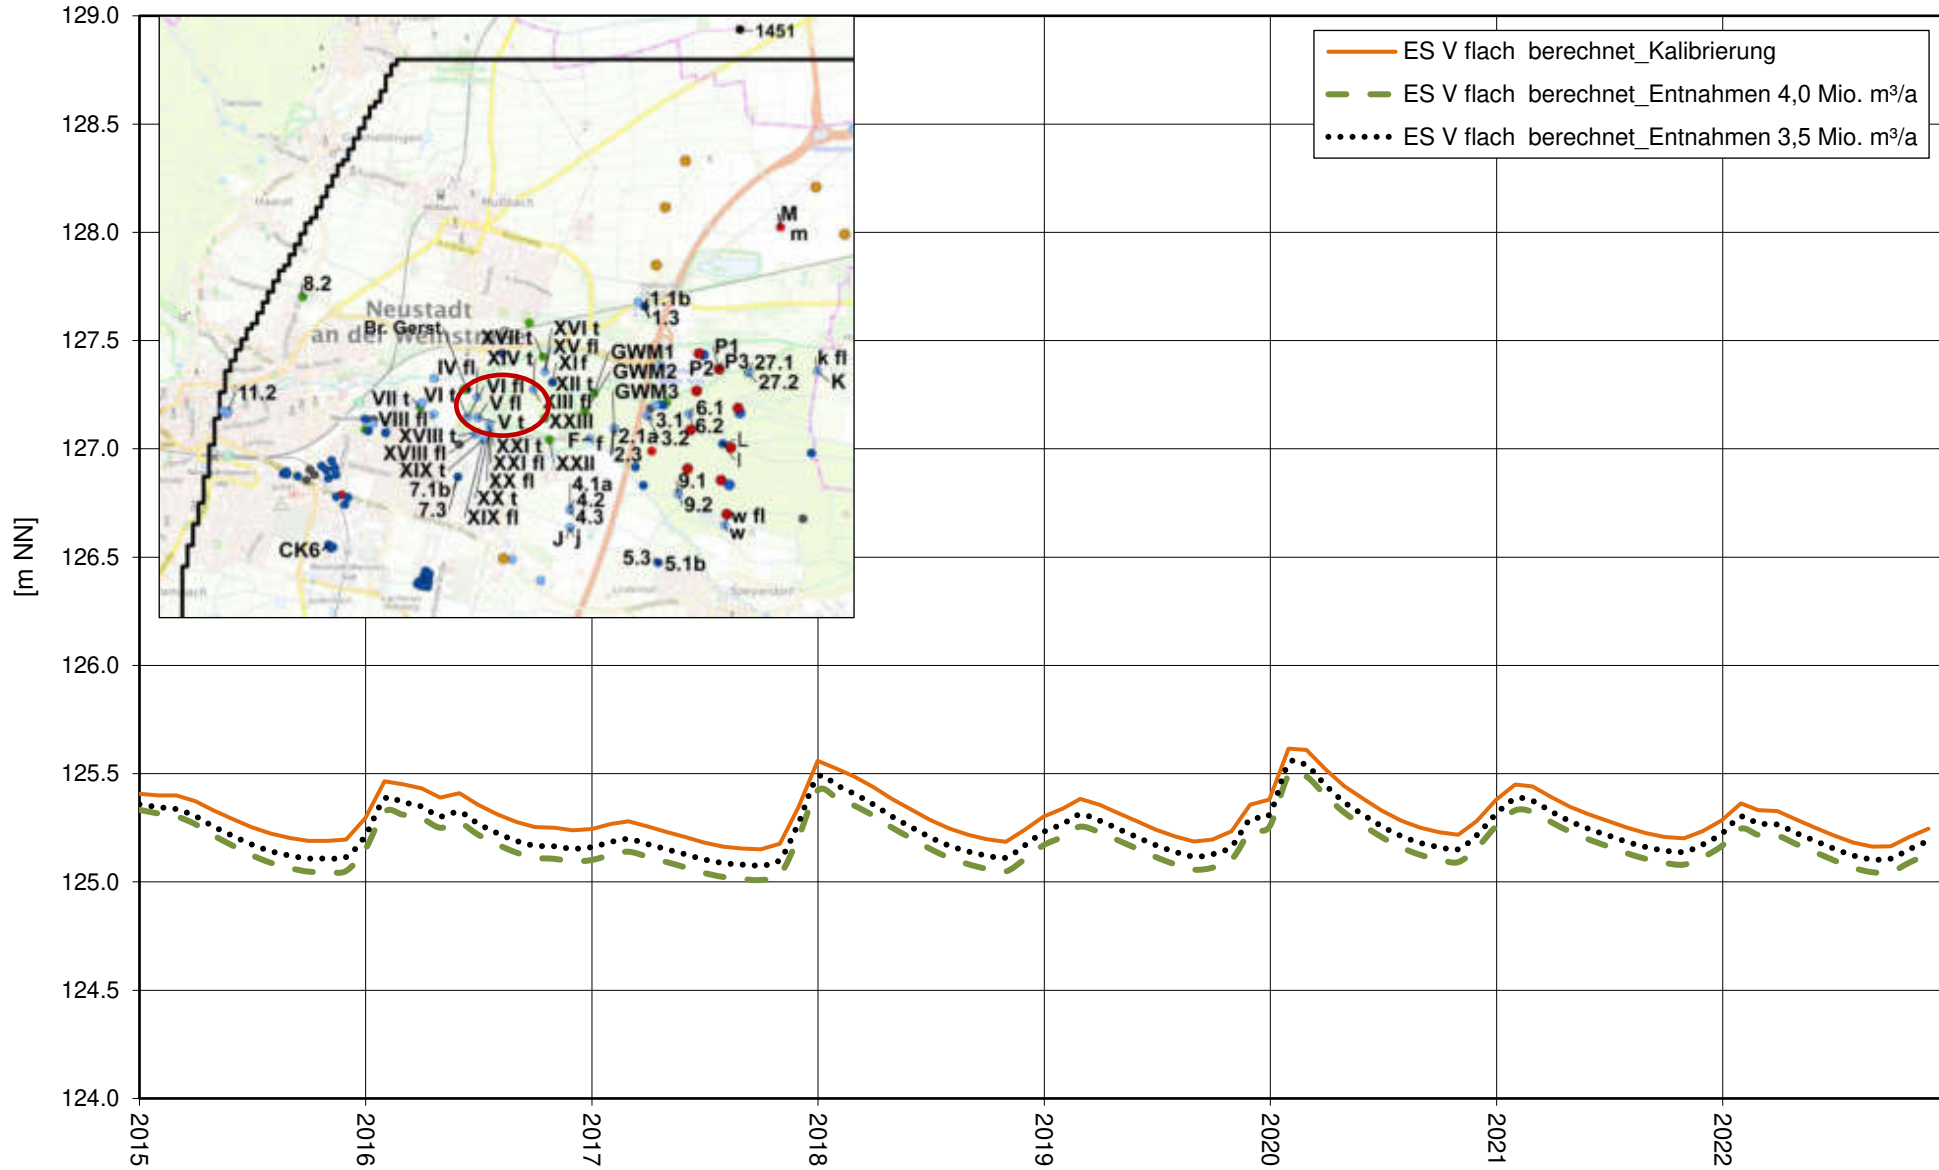 129.0
128.5
128.0
127.5
127.0
126.5
126.0
125.5
125.0
124.5
124.0
[m NN]
2015
2016
2017
2018
2019
2020
2021
2022
ES V flach berechnet_Kalibrierung
ES V flach berechnet_Entnahmen 4,0 Mio. m³/a
ES V flach berechnet_Entnahmen 3,5 Mio. m³/a
1451
M
m
8.2
Neustadt
an der Weinstraße
Br. Gerst
1.1b
1.3
XVII t
XVI t
XV fl
XIV t
XI f
GWM1
GWM2
GWM3
P1
P2
P3
27.1
27.2
k fl
K
IV fl
VI fl
XII t
11.2
VII t
VI t
V fl
XIII fl
VIII fl
V t
XXIII
3.1
6.1
6.2
XVIII t
XVIII fl
XXI t
XXI fl
F
f
2.1a
3.2
2.3
L
l
XIX t
XX fl
XXII
7.1b
7.3
XX t
XIX fl
4.1a
4.2
4.3
9.1
9.2
w fl
w
J
j
CK6
5.3
5.1b
Speyerdorf
Mußbach
Haardt